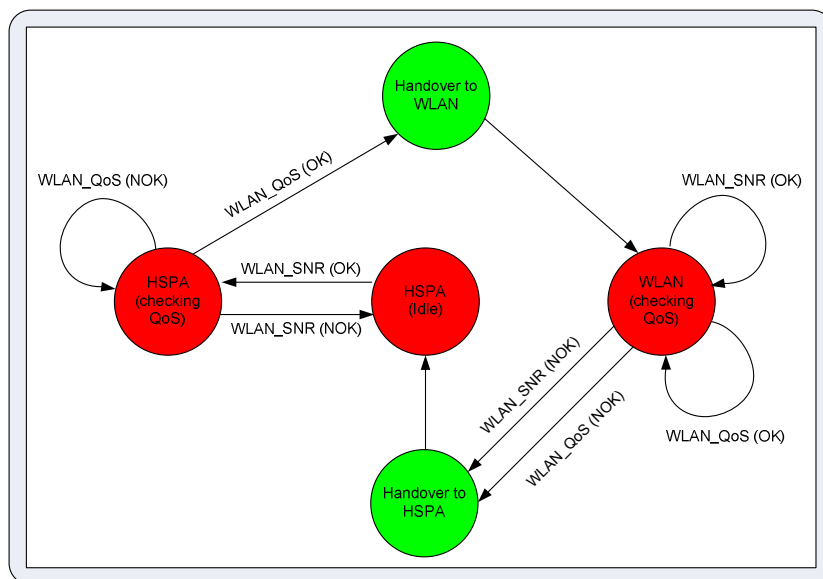 Handover to
WLAN
WLAN_QoS (OK)
WLAN_QoS (NOK)
WLAN_SNR (OK)
HSPA
(checking
QoS)
WLAN_SNR (OK)
WLAN_SNR (NOK)
HSPA
(Idle)
WLAN
(checking
QoS)
WLAN_SNR (NOK)
WLAN_QoS (NOK)
WLAN_QoS (OK)
Handover to
HSPA